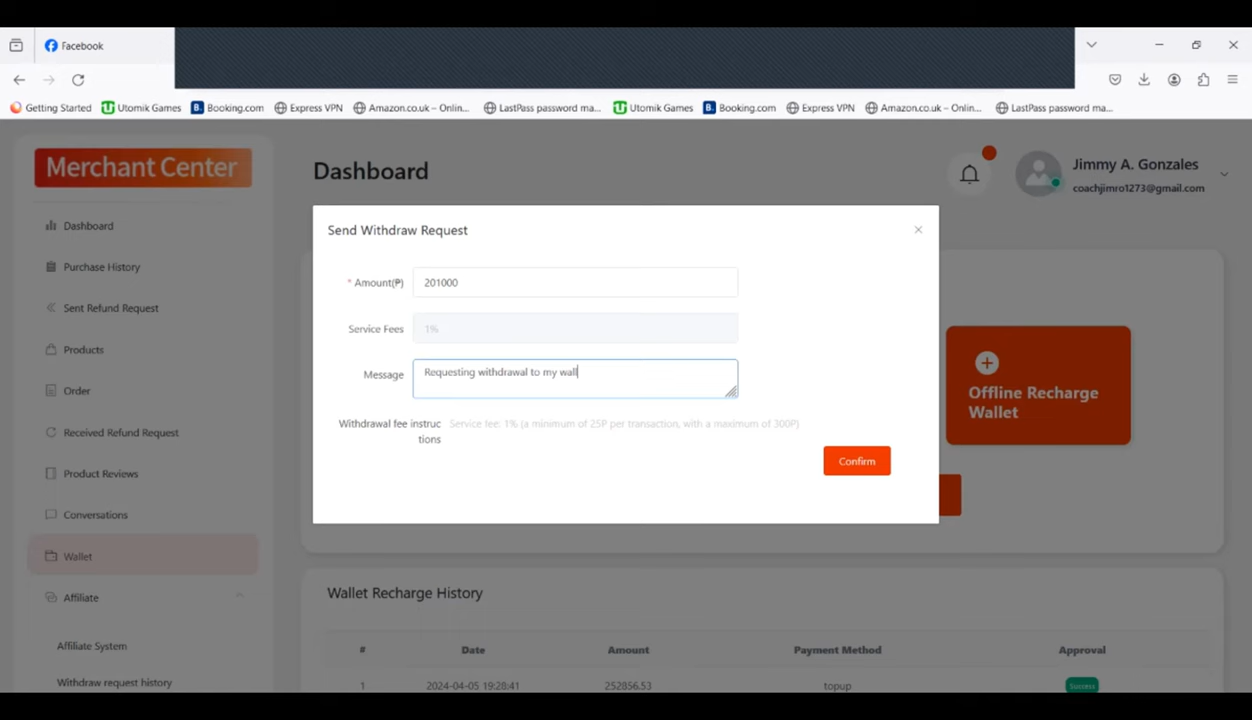 Facebook
Getting Started Utomik Games Booking.com Express VPN Amazon.co.uk – Onlin... LastPass password ma... Utomik Games Booking.com Express VPN Amazon.co.uk – Onlin... LastPass password ma...
Merchant Center
Dashboard
Jimmy A. Gonzales
coachjimro1273@gmail.com
Dashboard
Purchase History
Sent Refund Request
Products
Order
Received Refund Request
Product Reviews
Conversations
Wallet
Affiliate
Affiliate System
Withdraw request history
Send Withdraw Request
* Amount(₱) 201000
Service Fees 1%
Message Requesting withdrawal to my wall
Withdrawal fee instruc
tions
Service fee: 1% (a minimum of 25P per transaction, with a maximum of 300P)
Confirm
Offline Recharge
Wallet
Wallet Recharge History
# Date Amount Payment Method Approval
1 2024-04-05 19:28:41 252856.53 topup Success